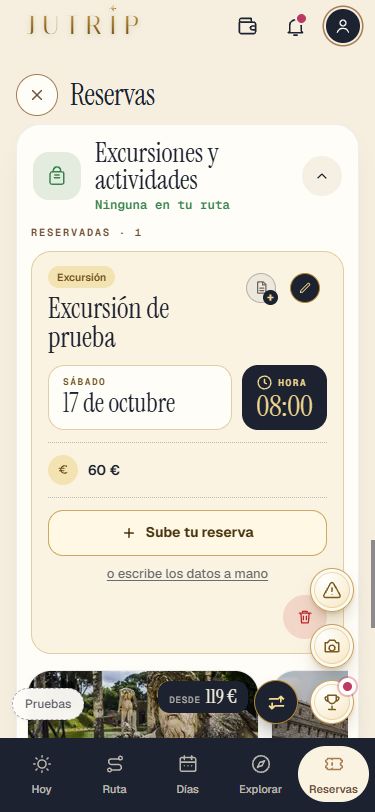 JUTRIP
Reservas
Excursiones y
actividades
Ninguna en tu ruta
RESERVADAS · 1
Excursión
Excursión de
prueba
SÁBADO
17 de octubre
HORA
08:00
€ 60 €
+ Sube tu reserva
o escribe los datos a mano
Pruebas
DESDE 119 €
Hoy
Ruta
Días
Explorar
Reservas